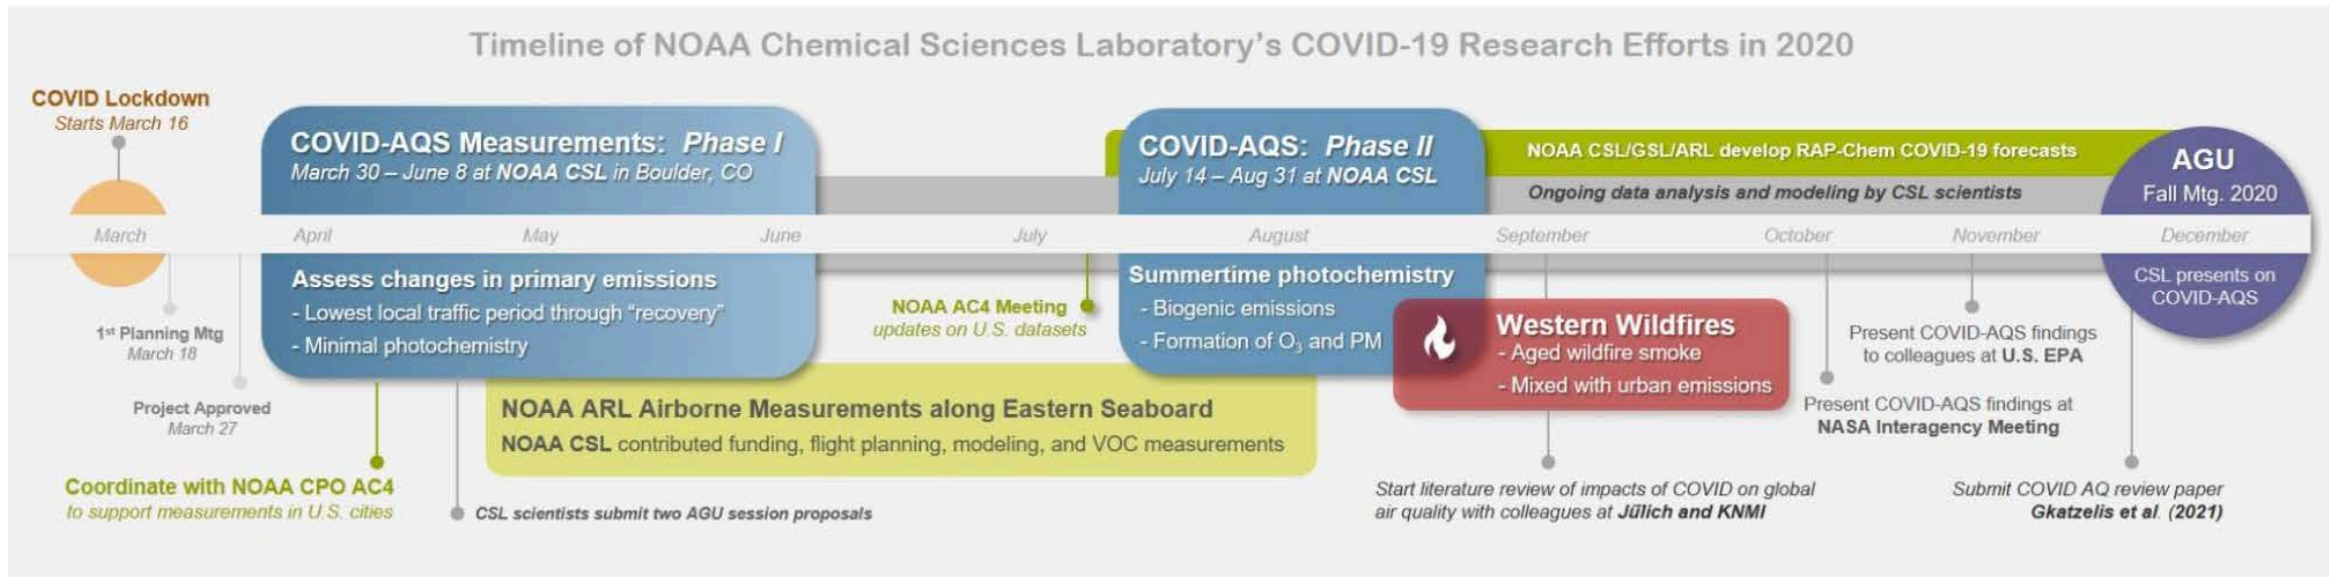 Timeline of NOAA Chemical Sciences Laboratory's COVID-19 Research Efforts in 2020
COVID Lockdown
Starts March 16
COVID-AQS Measurements: Phase I
March 30 – June 8 at NOAA CSL in Boulder, CO
COVID-AQS: Phase II
July 14 – Aug 31 at NOAA CSL
NOAA CSL/GSL/ARL develop RAP-Chem COVID-19 forecasts
Ongoing data analysis and modeling by CSL scientists
AGU
Fall Mtg. 2020
March April May June July August September October November December
Assess changes in primary emissions
- Lowest local traffic period through "recovery"
- Minimal photochemistry
Summertime photochemistry
- Biogenic emissions
- Formation of O₃ and PM
CSL presents on
COVID-AQS
NOAA AC4 Meeting
updates on U.S. datasets
Western Wildfires
- Aged wildfire smoke
- Mixed with urban emissions
1st Planning Mtg
March 18
Project Approved
March 27
Present COVID-AQS findings
to colleagues at U.S. EPA
Present COVID-AQS findings at
NASA Interagency Meeting
NOAA ARL Airborne Measurements along Eastern Seaboard
NOAA CSL contributed funding, flight planning, modeling, and VOC measurements
Coordinate with NOAA CPO AC4
to support measurements in U.S. cities
CSL scientists submit two AGU session proposals
Start literature review of impacts of COVID on global
air quality with colleagues at Jülich and KNMI
Submit COVID AQ review paper
Gkatzelis et al. (2021)